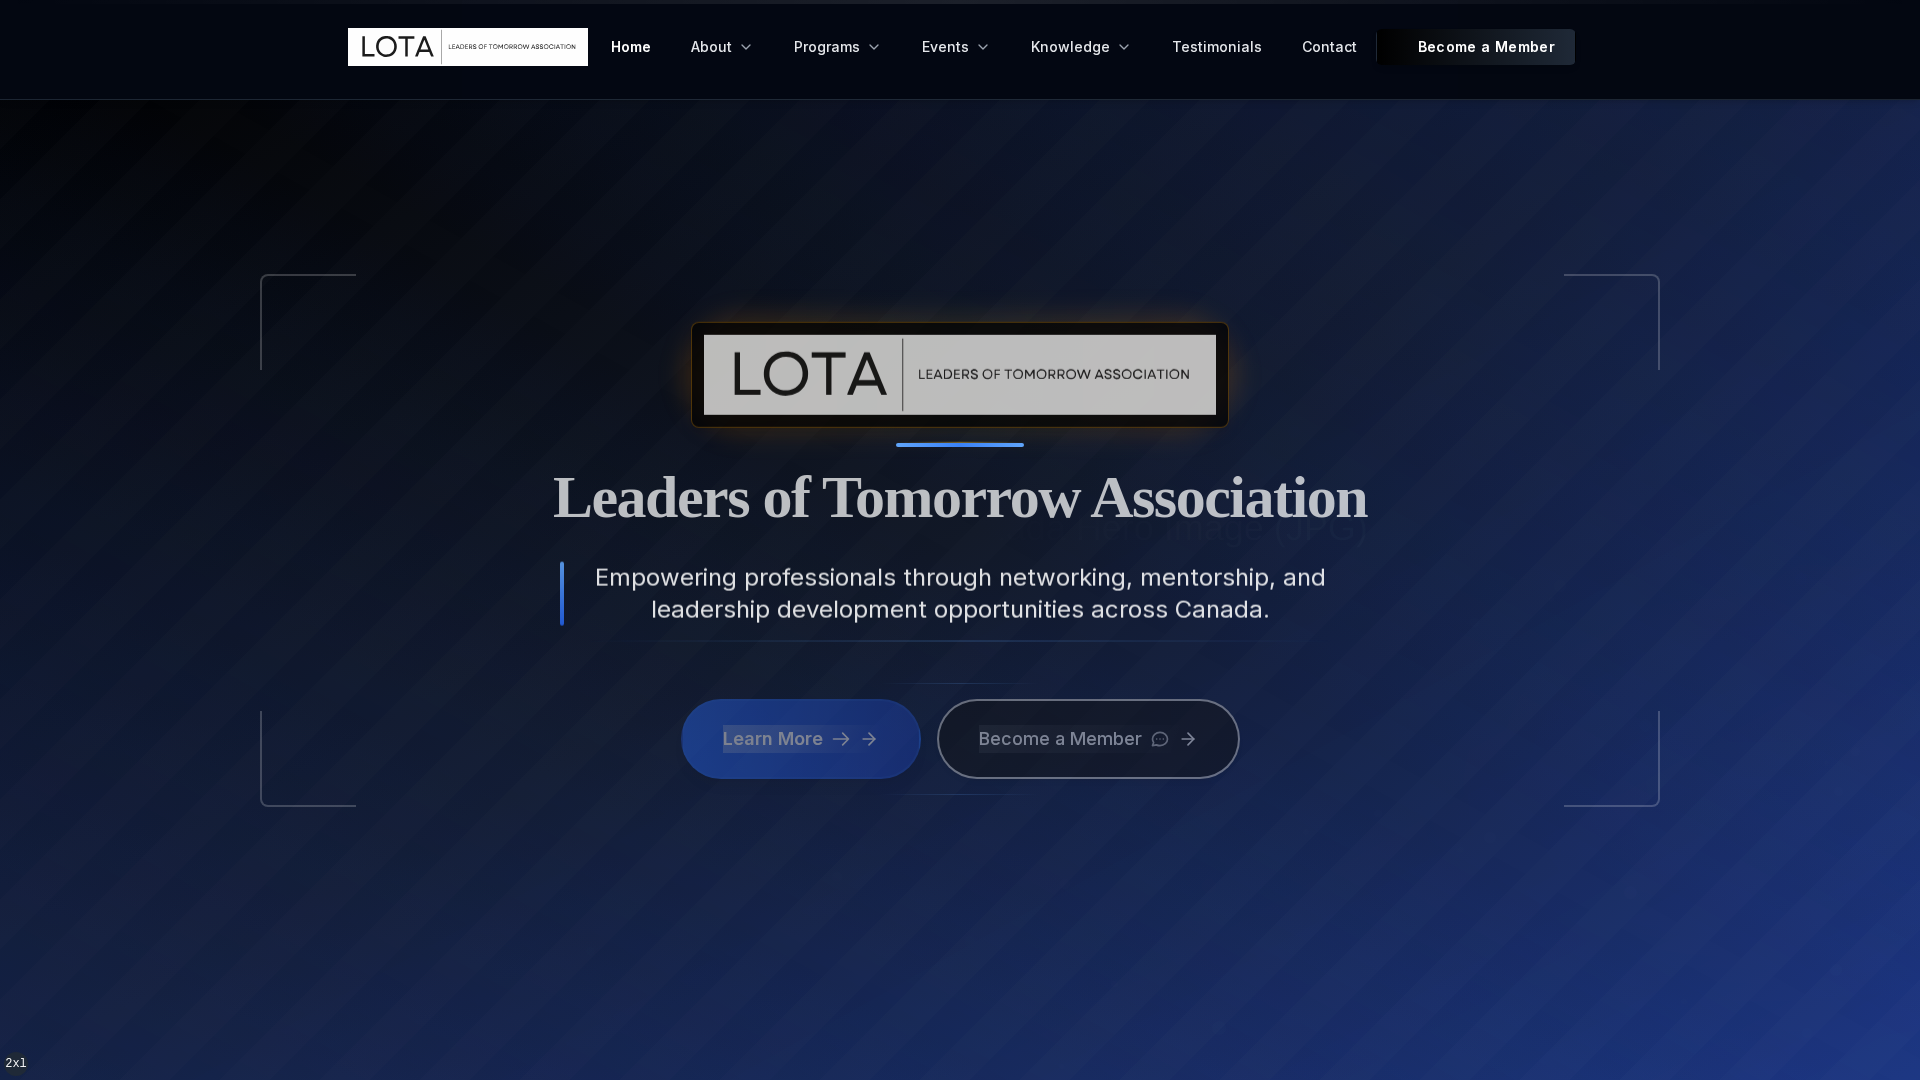 LOTA LEADERS OF TOMORROW ASSOCIATION Home About Programs Events Knowledge Testimonials Contact Become a Member
LOTA LEADERS OF TOMORROW ASSOCIATION
Leaders of Tomorrow Association
Image (JPG)
Empowering professionals through networking, mentorship, and
leadership development opportunities across Canada.
Learn More Become a Member
2xl